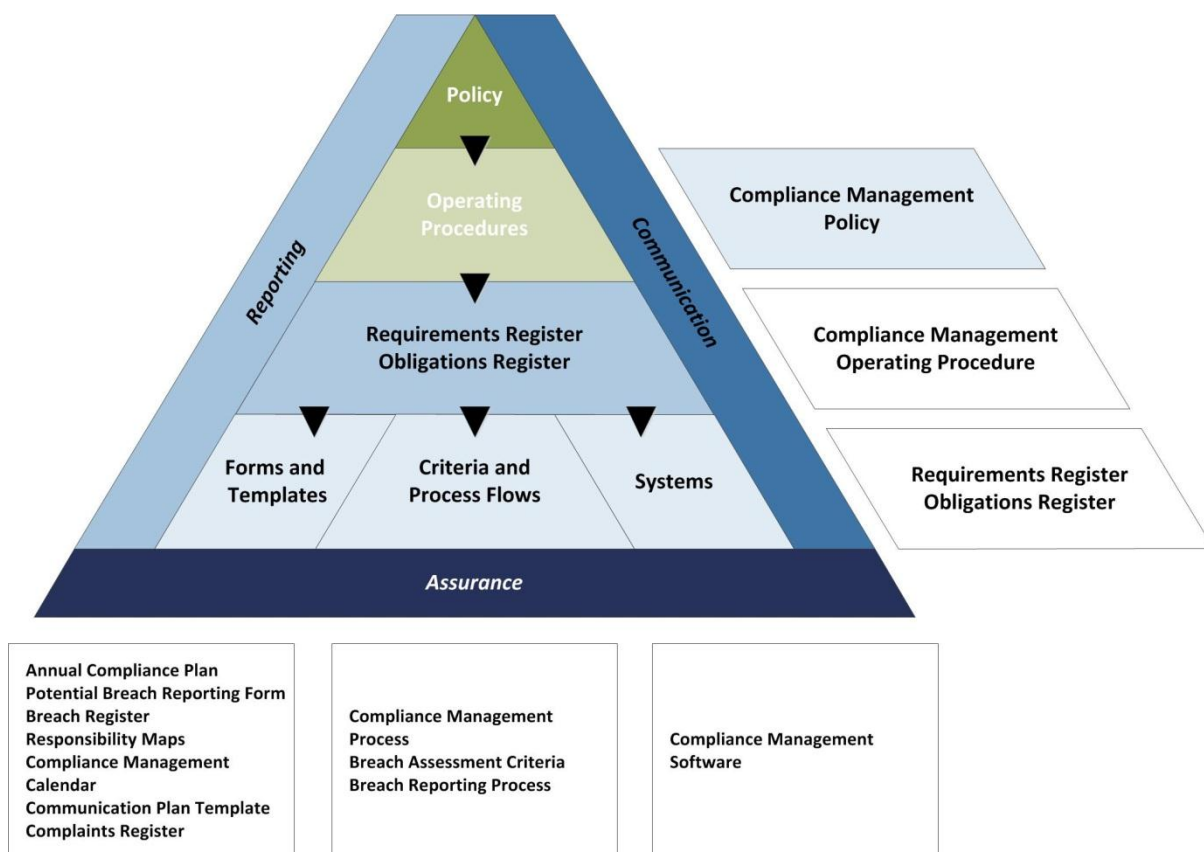 Policy
Operating
Procedures
Reporting
Communication
Requirements Register
Obligations Register
Forms and
Templates
Criteria and
Process Flows
Systems
Assurance
Compliance Management
Policy
Compliance Management
Operating Procedure
Requirements Register
Obligations Register
Annual Compliance Plan
Potential Breach Reporting Form
Breach Register
Responsibility Maps
Compliance Management
Calendar
Communication Plan Template
Complaints Register
Compliance Management
Process
Breach Assessment Criteria
Breach Reporting Process
Compliance Management
Software